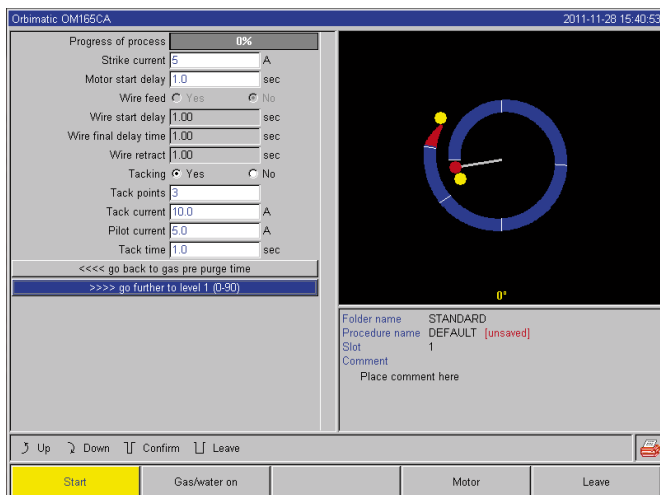 Orbimatic OM165CA 2011-11-28 15:40:53
Progress of process 0%
Strike current 5 A
Motor start delay 1.0 sec
Wire feed Yes No
Wire start delay 1.00 sec
Wire final delay time 1.00 sec
Wire retract 1.00 sec
Tacking Yes No
Tack points 3
Tack current 10.0 A
Pilot current 5.0 A
Tack time 1.0 sec
<<<< go back to gas pre purge time
>>>> go further to level 1 (0-90)
0°
Folder name STANDARD
Procedure name DEFAULT [unsaved]
Slot 1
Comment
Place comment here
Up Down Confirm Leave
Start Gas/water on Motor Leave